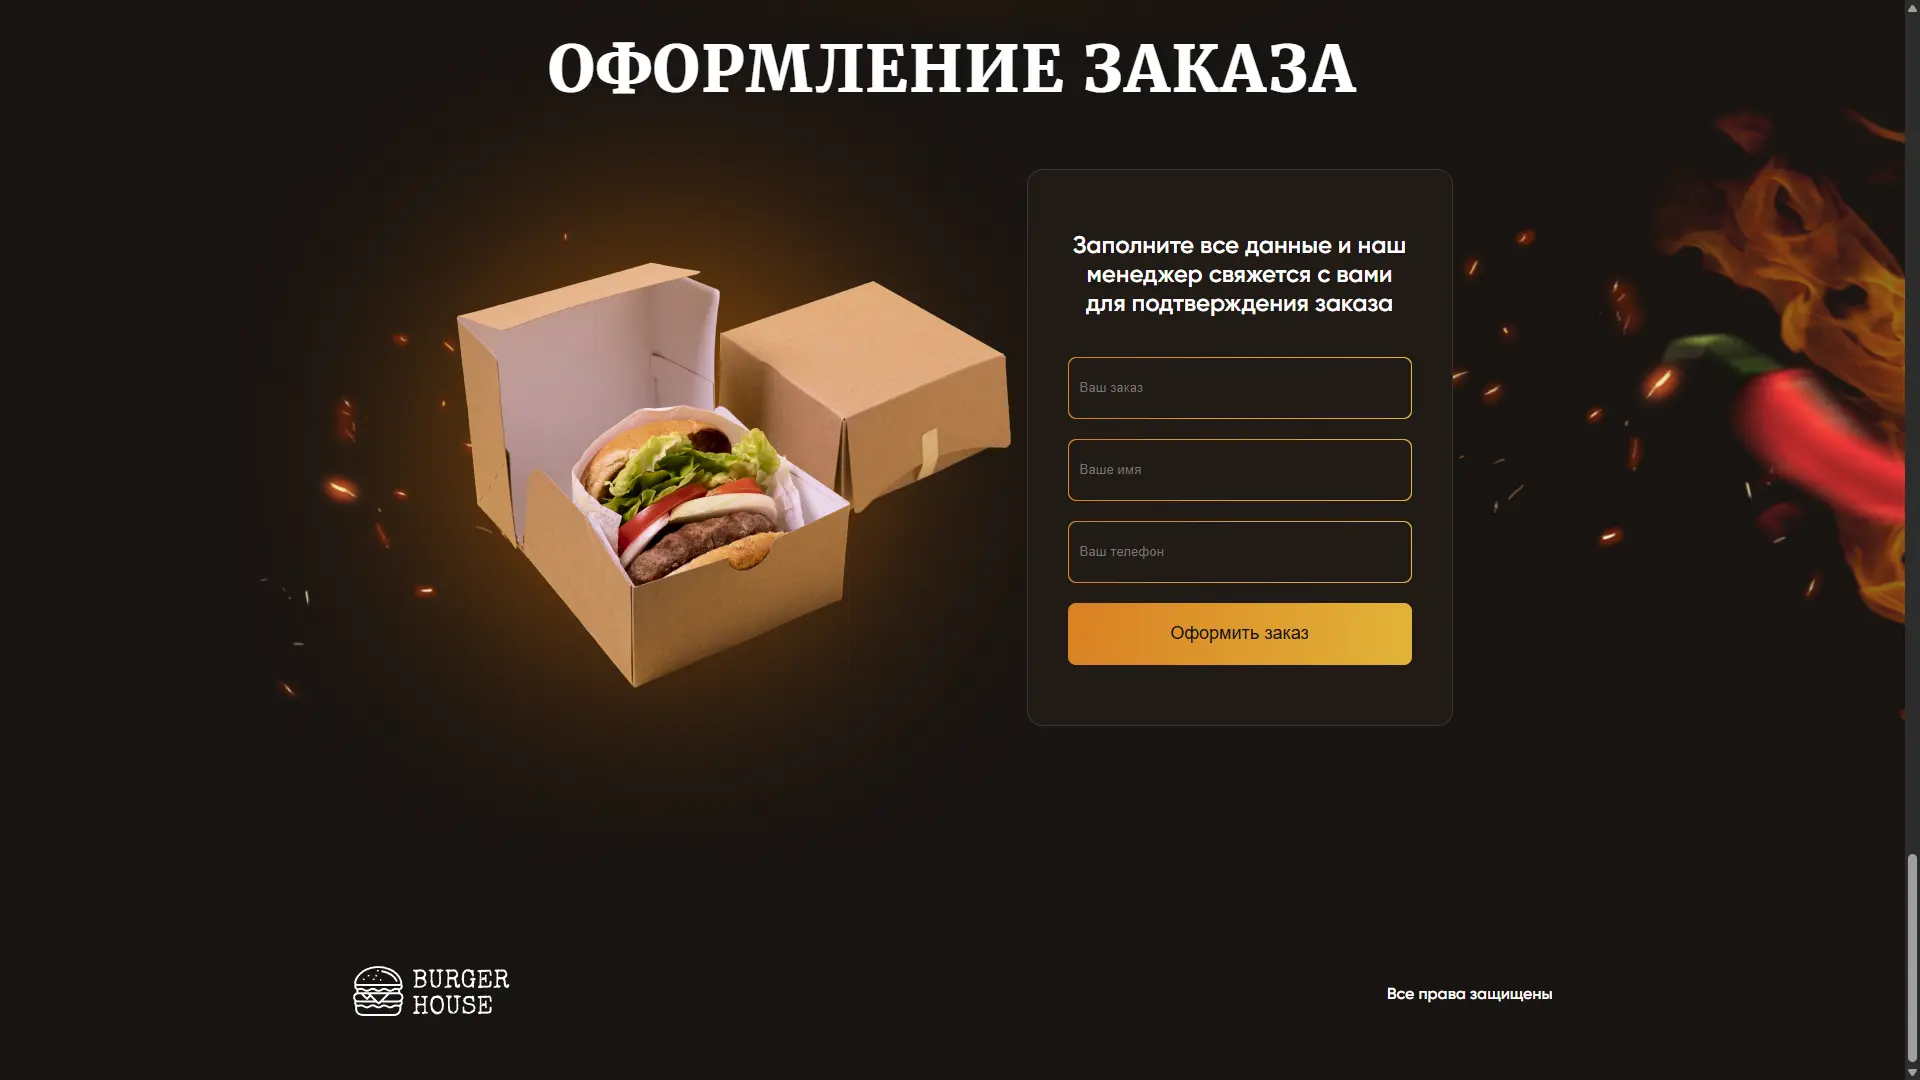 ОФОРМЛЕНИЕ ЗАКАЗА
Заполните все данные и наш
менеджер свяжется с вами
для подтверждения заказа
Ваш заказ
Ваше имя
Ваш телефон
Оформить заказ
BURGER
HOUSE
Все права защищены